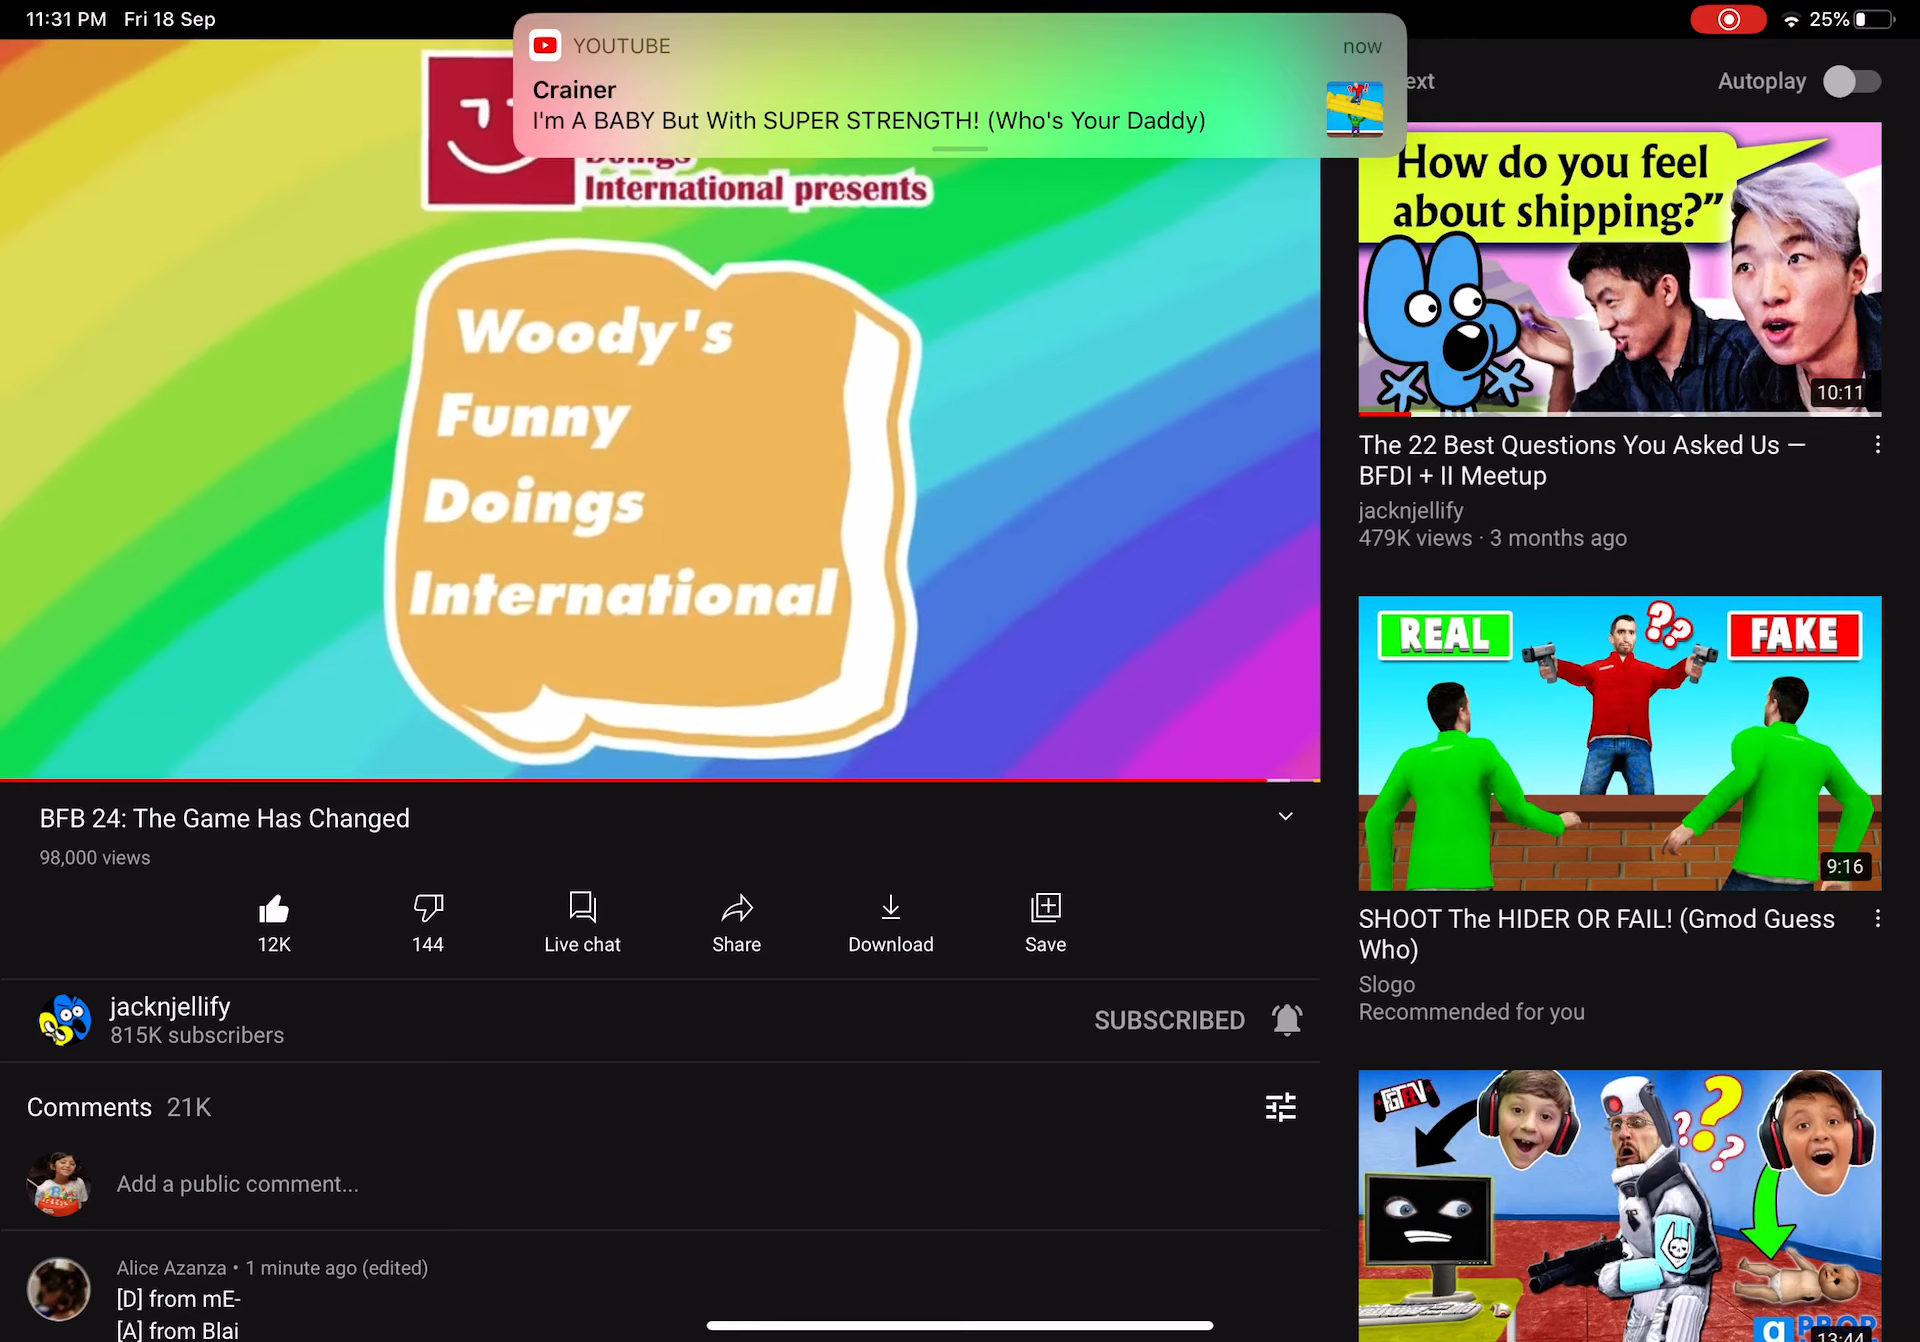 11:31 PM Fri 18 Sep
25%
YOUTUBE
now
Crainer
I'm A BABY But With SUPER STRENGTH! (Who's Your Daddy)
International presents
Woody's
Funny
Doings
International
BFB 24: The Game Has Changed
98,000 views
12K
144
Live chat
Share
Download
Save
jacknjellify
815K subscribers
SUBSCRIBED
Comments 21K
Add a public comment...
Alice Azanza • 1 minute ago (edited)
[D] from mE-
[A] from Blai
ext
Autoplay
How do you feel
about shipping?”
10:11
The 22 Best Questions You Asked Us —
BFDI + II Meetup
jacknjellify
479K views · 3 months ago
REAL
??
FAKE
9:16
SHOOT The HIDER OR FAIL! (Gmod Guess
Who)
Slogo
Recommended for you
FGTEEV
???
g PROP
13:44